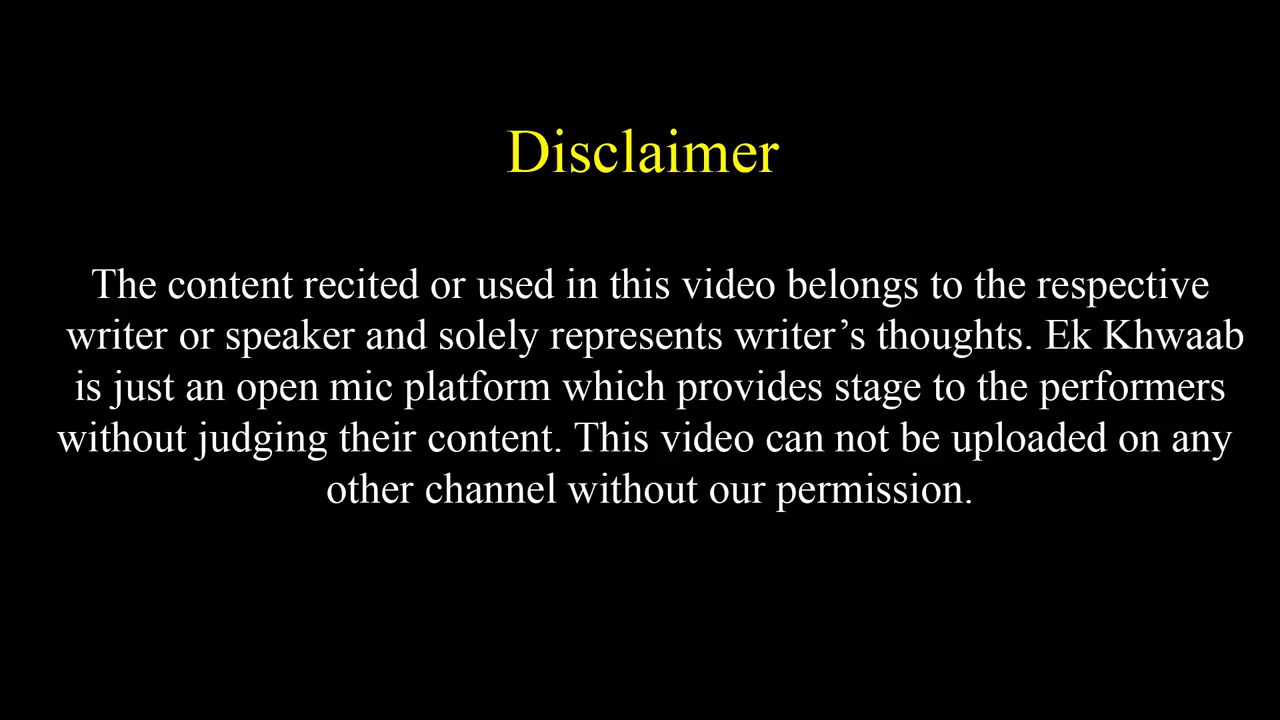 Disclaimer
The content recited or used in this video belongs to the respective
writer or speaker and solely represents writer’s thoughts. Ek Khwaab
is just an open mic platform which provides stage to the performers
without judging their content. This video can not be uploaded on any
other channel without our permission.